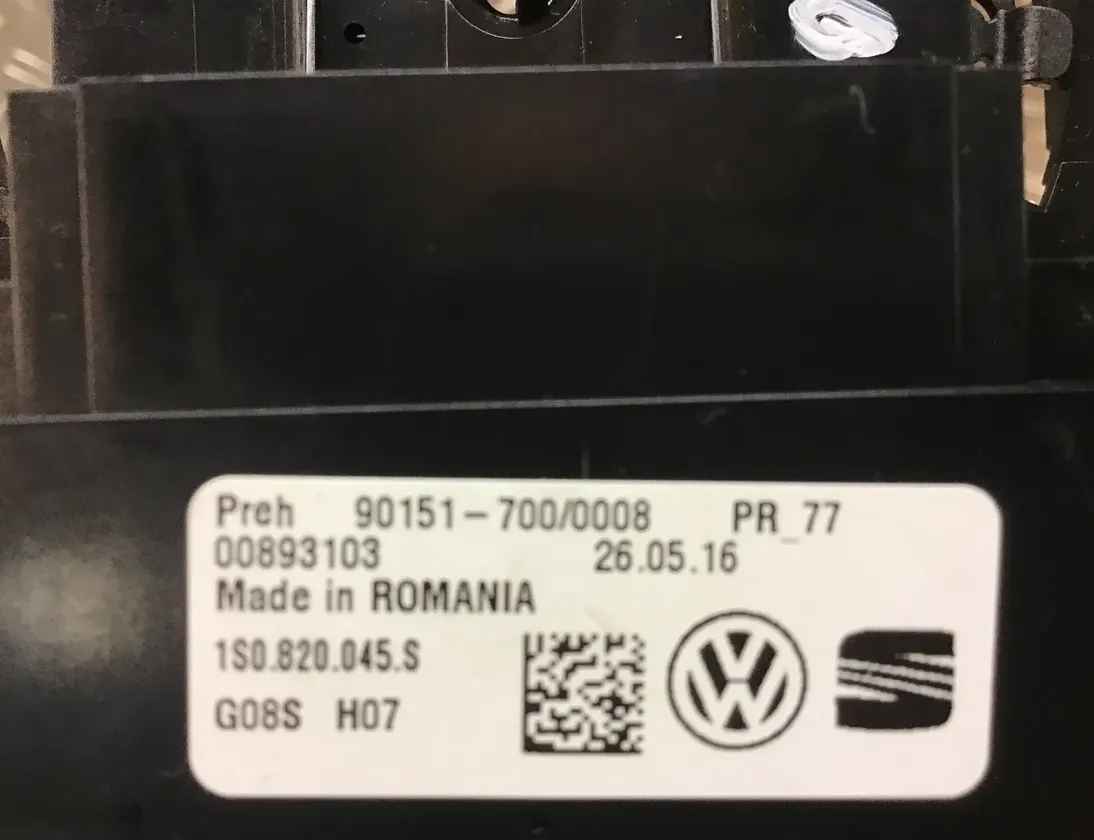 Preh 90151-700/0008 PR_77
00893103 26.05.16
Made in ROMANIA
1S0.820.045.S
G08S H07